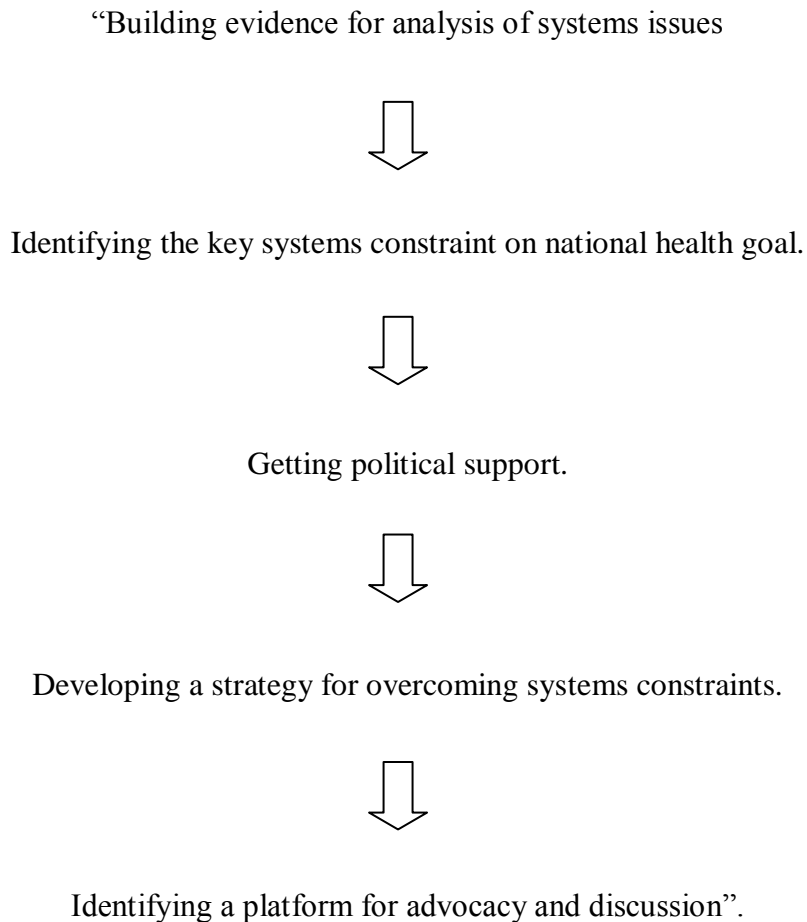 “Building evidence for analysis of systems issues
Identifying the key systems constraint on national health goal.
Getting political support.
Developing a strategy for overcoming systems constraints.
Identifying a platform for advocacy and discussion”.